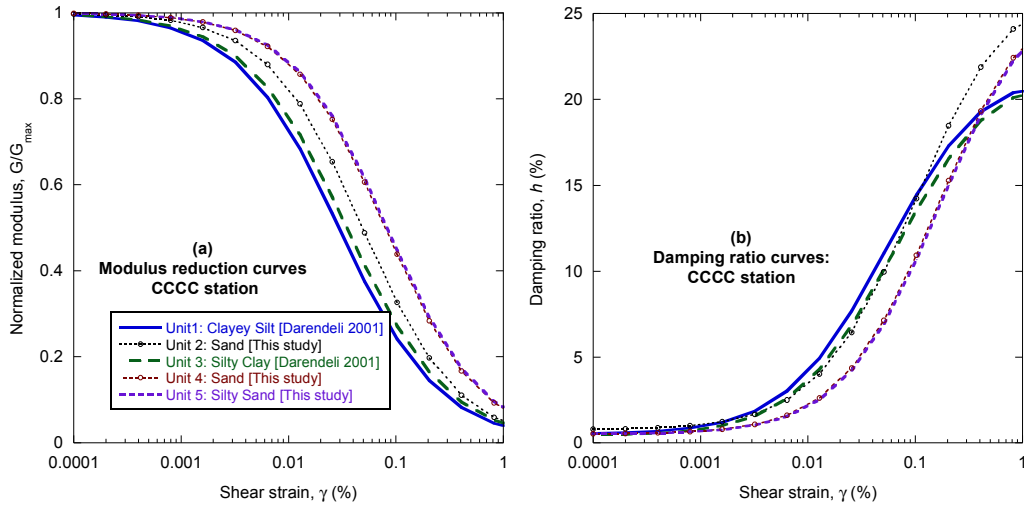 1
0.8
0.6
0.4
0.2
0
Normalized modulus, G/Gmax
(a)
Modulus reduction curves
CCCC station
Unit1: Clayey Silt [Darendeli 2001]
Unit 2: Sand [This study]
Unit 3: Silty Clay [Darendeli 2001]
Unit 4: Sand [This study]
Unit 5: Silty Sand [This study]
0.0001 0.001 0.01 0.1 1
Shear strain, γ (%)
25
20
15
10
5
0
Damping ratio, h (%)
(b)
Damping ratio curves:
CCCC station
0.0001 0.001 0.01 0.1 1
Shear strain, γ (%)